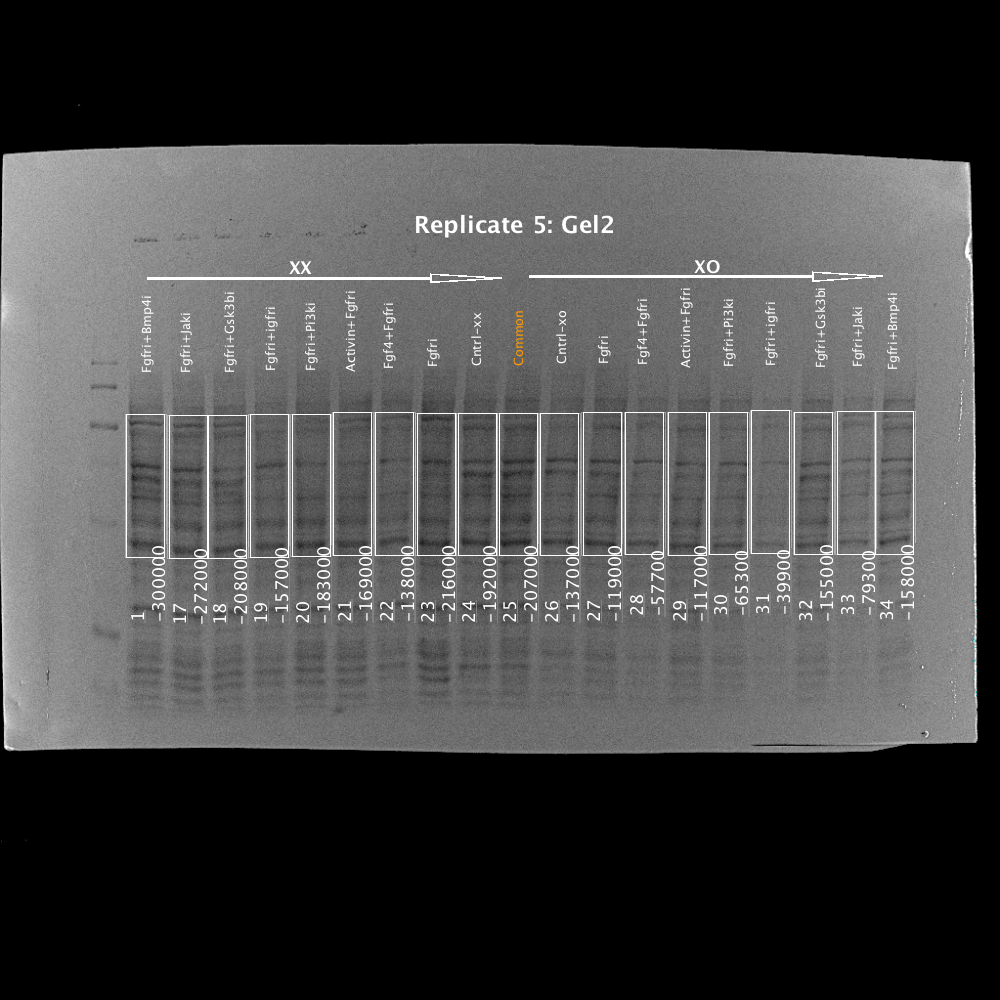 Replicate 5: Gel2
XX
XO
Fgfri+Bmp4i
Fgfri+Jaki
Fgfri+Gsk3bi
Fgfri+igfri
Fgfri+Pi3ki
Activin+Fgfri
Fgf4+Fgfri
Fgfri
Cntrl-xx
Common
Cntrl-xo
Fgfri
Fgf4+Fgfri
Activin+Fgfri
Fgfri+Pi3ki
Fgfri+igfri
Fgfri+Gsk3bi
Fgfri+Jaki
Fgfri+Bmp4i
1
-300000
17
-272000
18
-208000
19
-157000
20
-183000
21
-169000
22
-138000
23
-216000
24
-192000
25
-207000
26
-137000
27
-119000
28
-57700
29
-117000
30
-65300
31
-39900
32
-155000
33
-79300
34
-158000